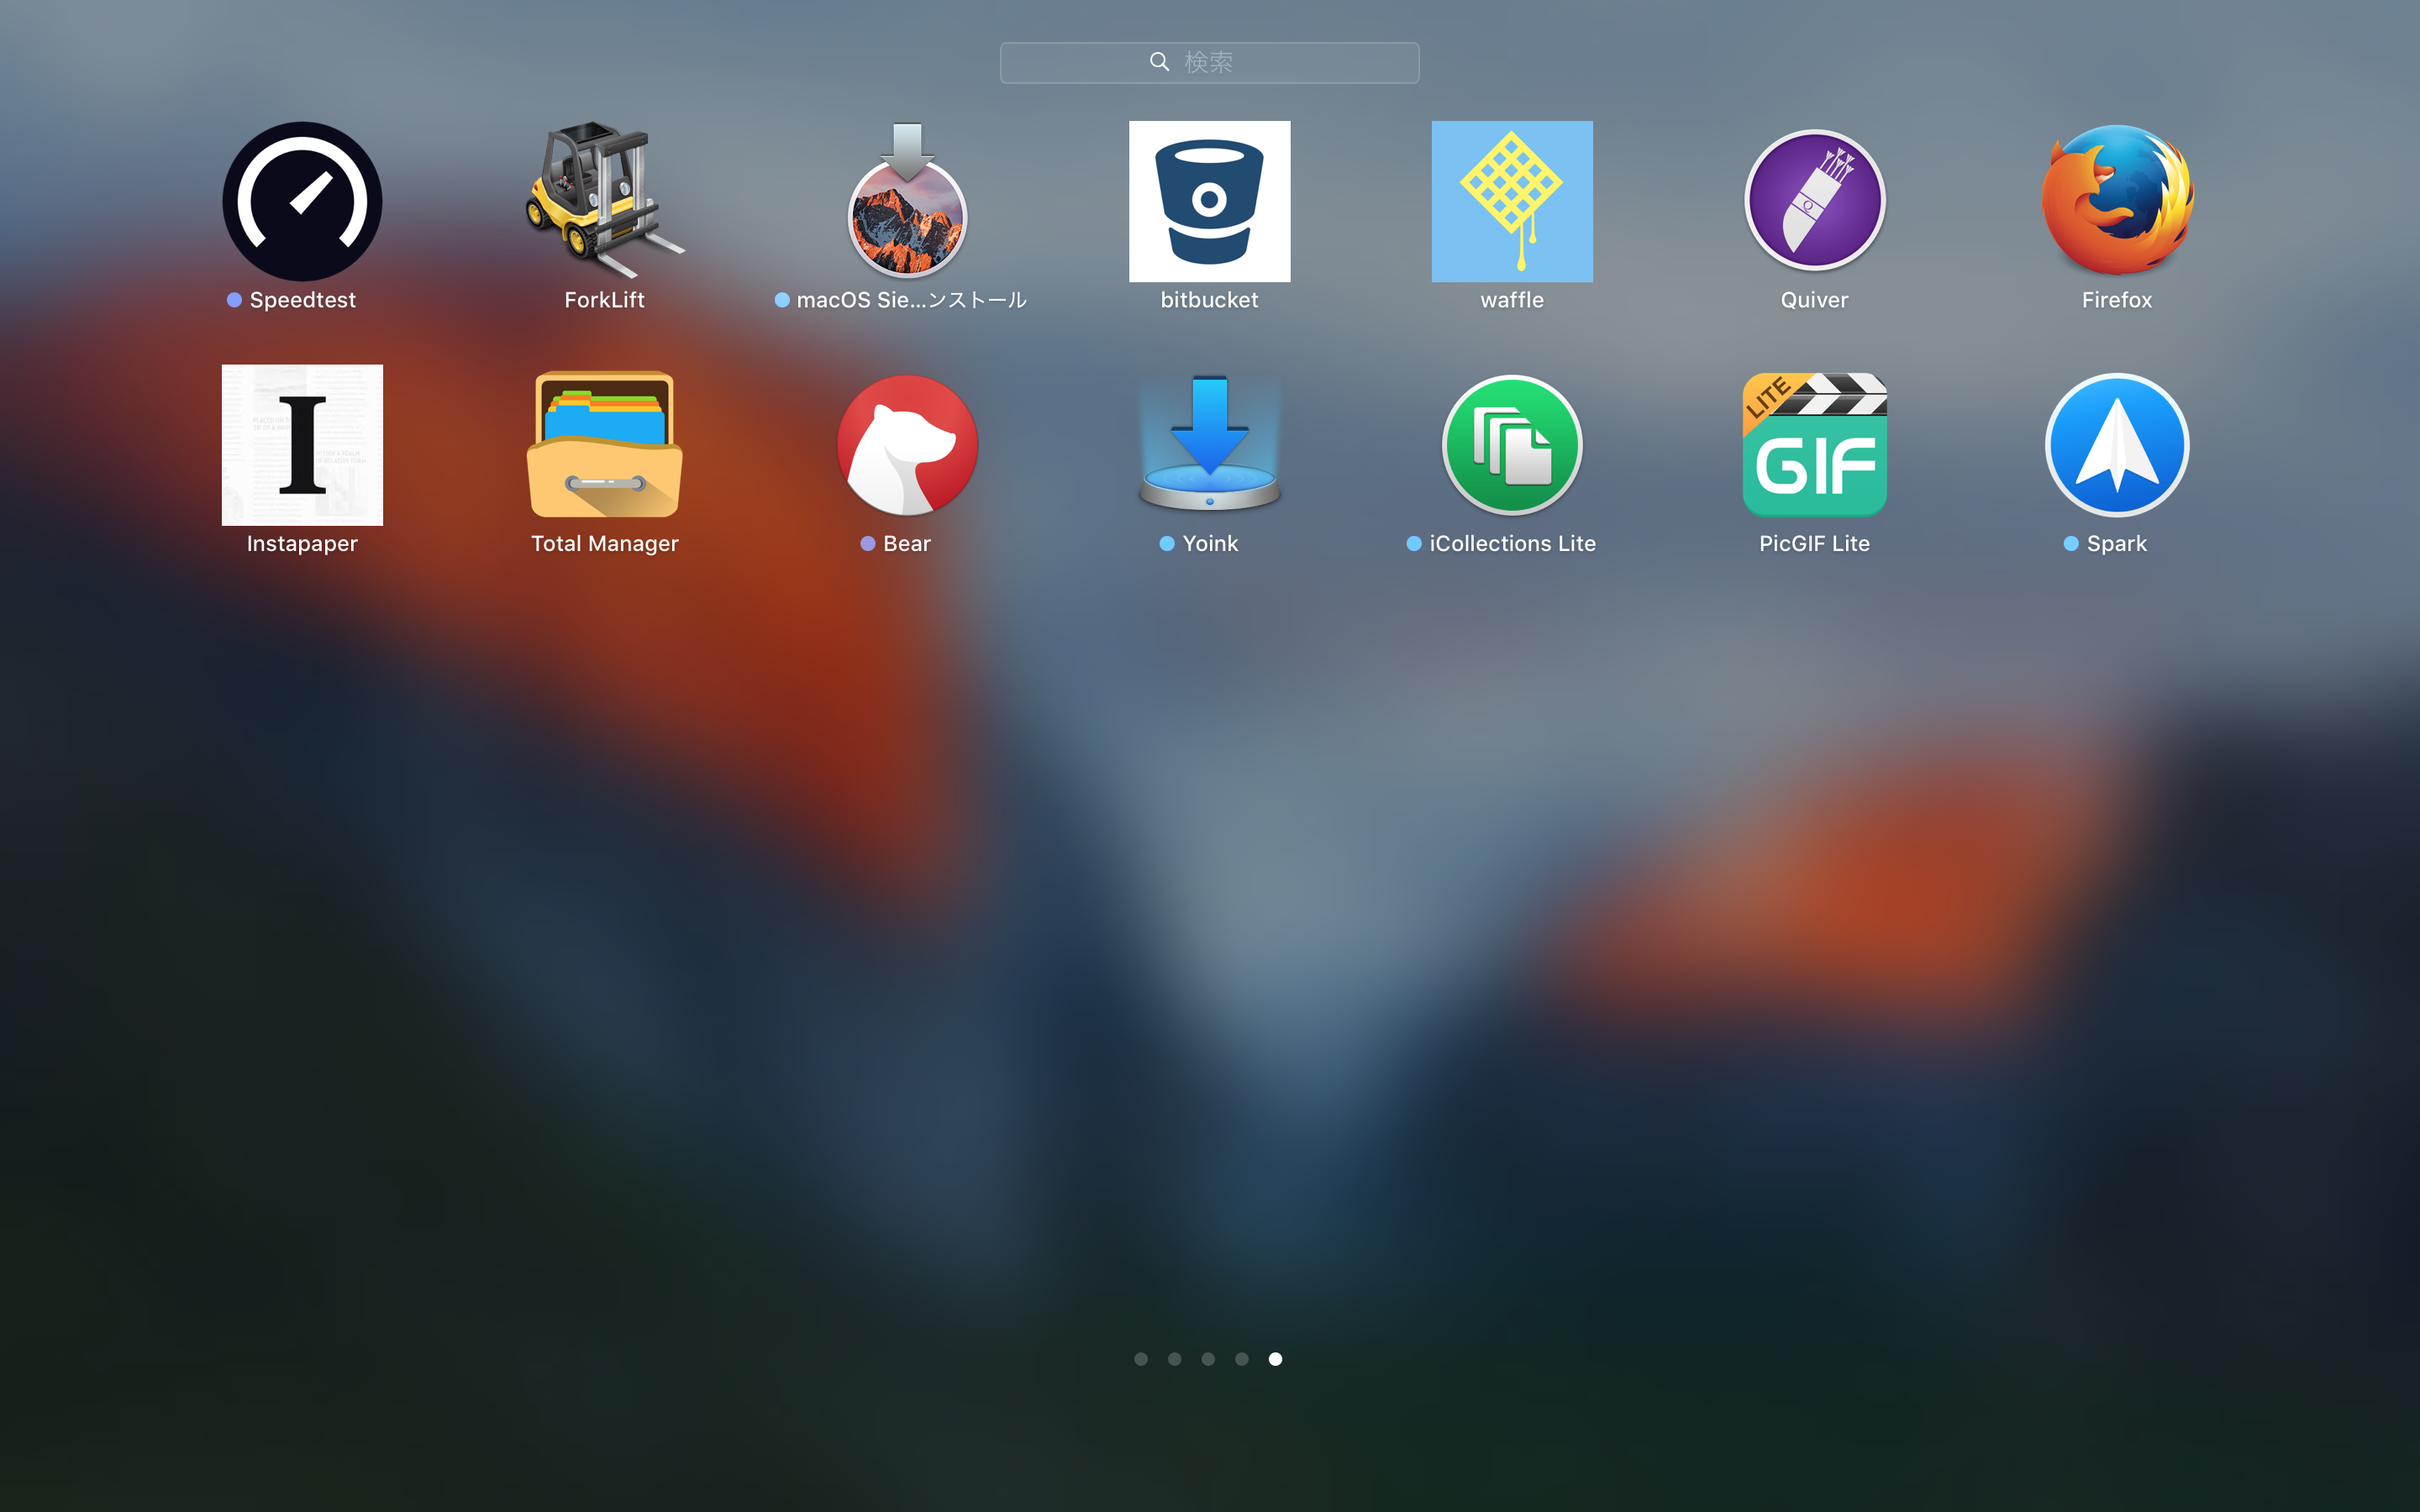 検索
Speedtest
ForkLift
macOS Sie...ンストール
bitbucket
waffle
Quiver
Firefox
I
LITE
GIF
Instapaper
Total Manager
Bear
Yoink
iCollections Lite
PicGIF Lite
Spark